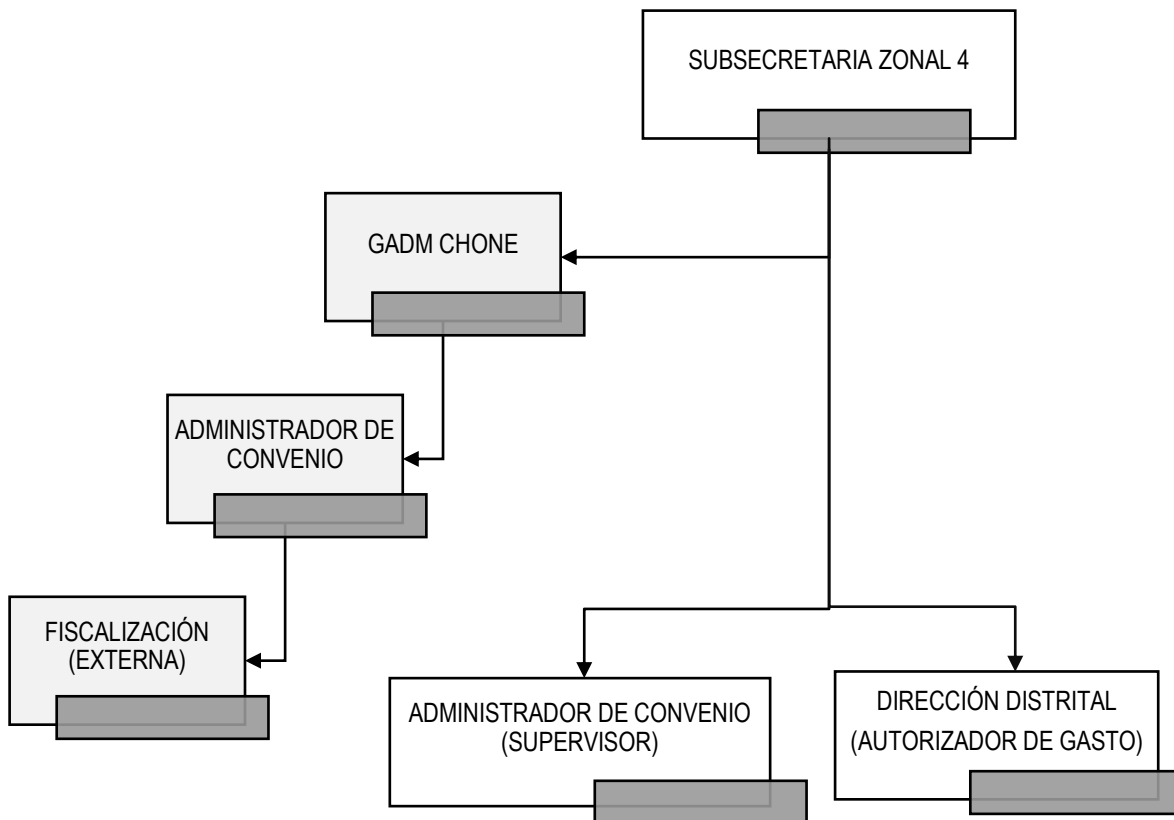 SUBSECRETARIA ZONAL 4
GADM CHONE
ADMINISTRADOR DE
CONVENIO
FISCALIZACIÓN
(EXTERNA)
ADMINISTRADOR DE CONVENIO
(SUPERVISOR)
DIRECCIÓN DISTRITAL
(AUTORIZADOR DE GASTO)